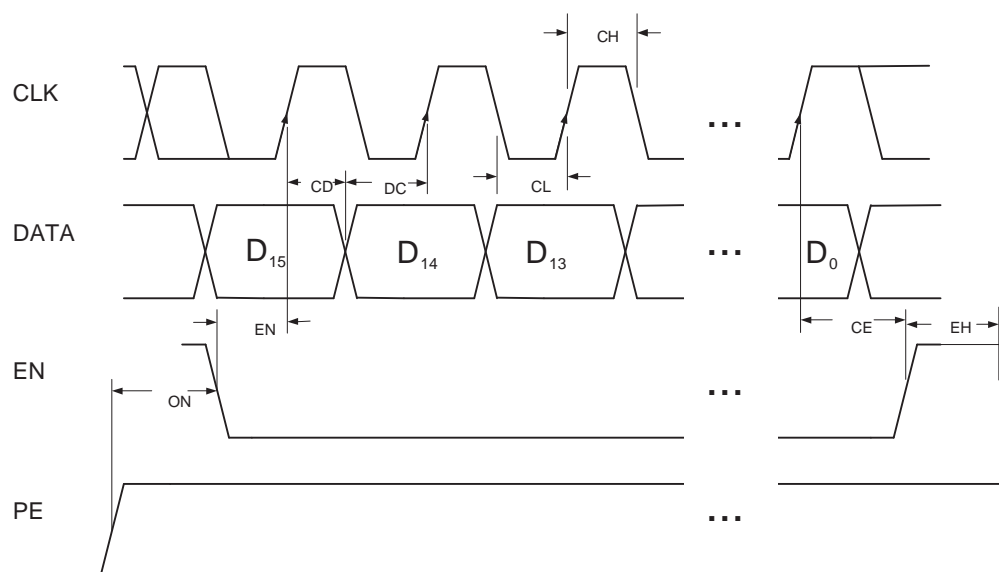 CH
CLK
...
CD
DC
CL
DATA
D15
D14
D13
...
D0
EN
CE
EH
EN
ON
...
PE
...